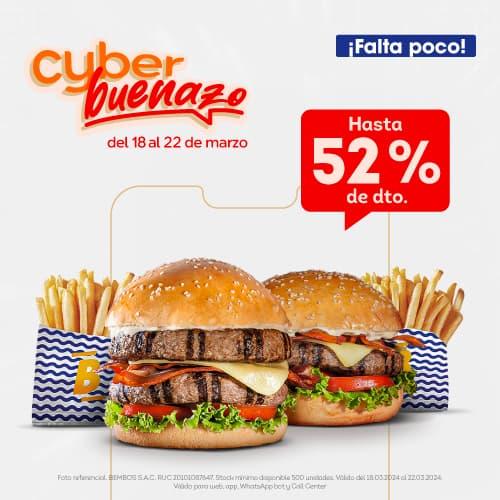 ¡Falta poco!
cyber
buenazo
del 18 al 22 de marzo
Hasta
52%
de dto.
B
B
Foto referencial. BEMBOS S.A.C. RUC 20101087647. Stock mínimo disponible 500 unidades. Válido del 18.03.2024 al 22.03.2024.
Válido para web, app, WhatsApp bot y Call Center